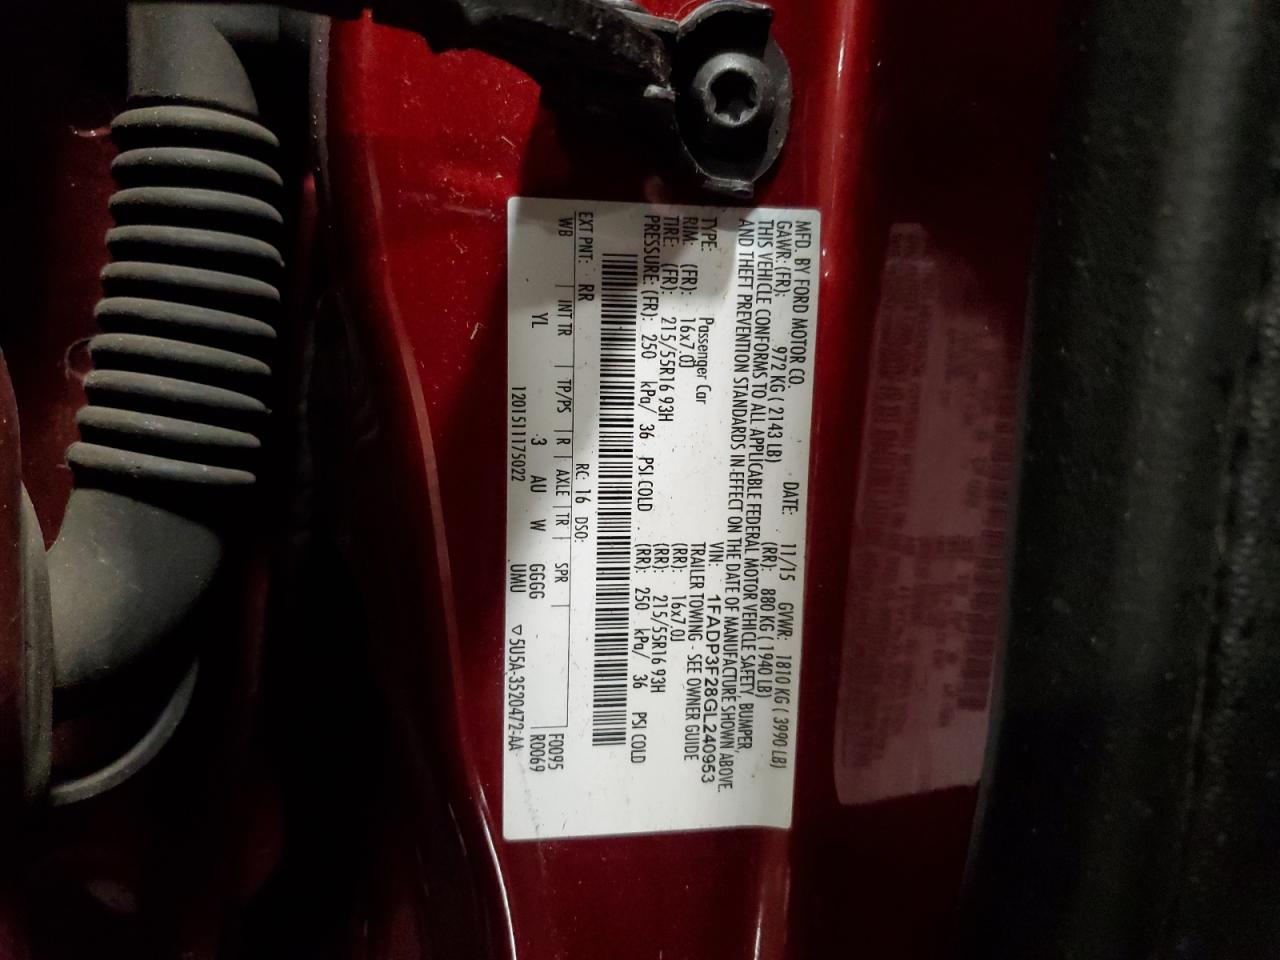 MFD. BY FORD MOTOR CO. DATE: 11/15 GVWR: 1810 KG ( 3990 LB)
GAWR: (FR): 972 KG ( 2143 LB) (RR): 880 KG ( 1940 LB)
THIS VEHICLE CONFORMS TO ALL APPLICABLE FEDERAL MOTOR VEHICLE SAFETY, BUMPER,
AND THEFT PREVENTION STANDARDS IN EFFECT ON THE DATE OF MANUFACTURE SHOWN ABOVE.
VIN: 1FADP3F28GL240953
TYPE: Passenger Car TRAILER TOWING - SEE OWNER GUIDE
RIM: (FR): 16x7.0J (RR): 16x7.0J
TIRE: (FR): 215/55R16 93H (RR): 215/55R16 93H
PRESSURE: (FR): 250 kPa/ 36 PSI COLD (RR): 250 kPa/ 36 PSI COLD
EXT PNT: RR RC: 16 DSO:
WB INT TR TP/PS R AXLE TR SPR F0095
YL 3 AU W GGGG R0069
1201511175022 UMU ▽5U5A-3520472-AA